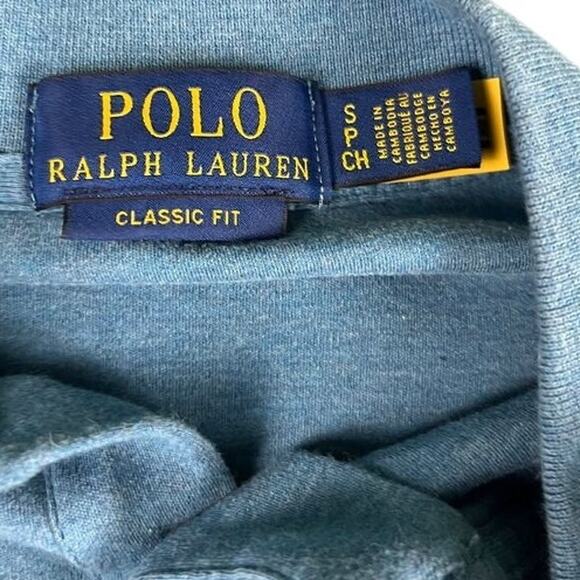 POLO
RALPH LAUREN
CLASSIC FIT
S
P
CH
MADE IN
CAMBODIA
FABRIQUÉ AU
CAMBODGE
HECHO EN
CAMBOYA